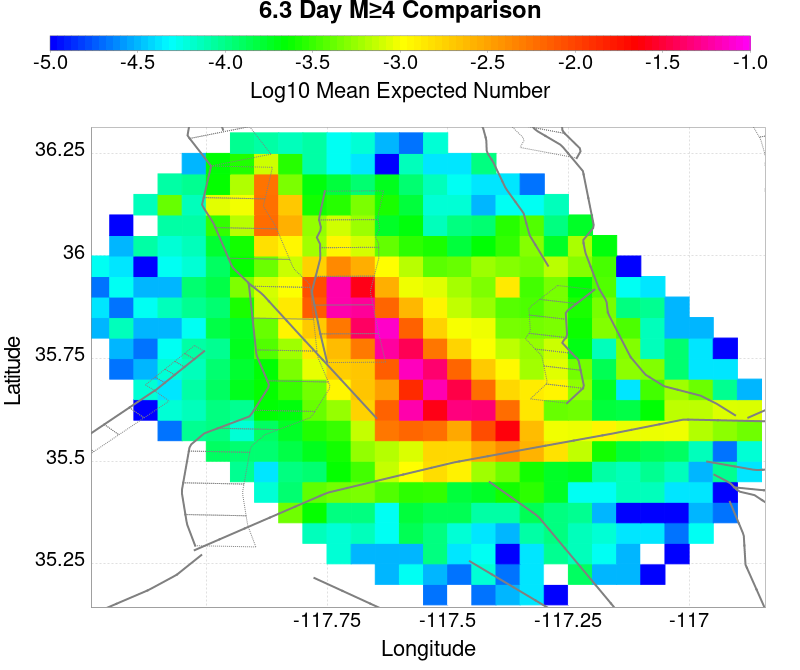 6.3 Day M≥4 Comparison
-5.0 -4.5 -4.0 -3.5 -3.0 -2.5 -2.0 -1.5 -1.0
Log10 Mean Expected Number
36.25
36
35.75
35.5
35.25
Latitude
-117.75 -117.5 -117.25 -117
Longitude